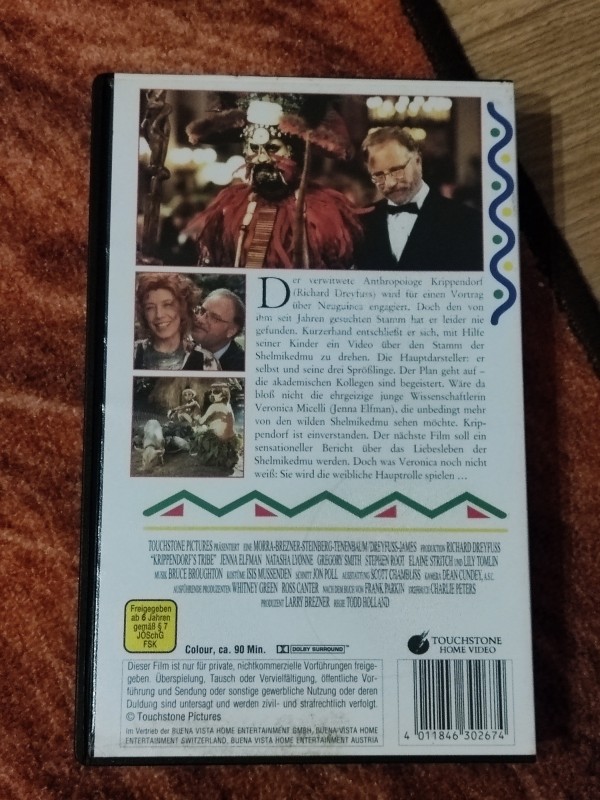 Der verwitwete Anthropologe Krippendorf
(Richard Dreyfuss) wird für einen Vortrag
über Neuguinea engagiert. Doch den von
ihm seit Jahren gesuchten Stamm hat er leider nie
gefunden. Kurzerhand entschließt er sich, mit Hilfe
seiner Kinder ein Video über den Stamm der
Shelmikedmu zu drehen. Die Hauptdarsteller: er
selbst und seine drei Sprößlinge. Der Plan geht auf –
die akademischen Kollegen sind begeistert. Wäre da
bloß nicht die ehrgeizige junge Wissenschaftlerin
Veronica Micelli (Jenna Elfman), die unbedingt mehr
von den wilden Shelmikedmu sehen möchte. Krip-
pendorf ist einverstanden. Der nächste Film soll ein
sensationeller Bericht über das Liebesleben der
Shelmikedmu werden. Doch was Veronica noch nicht
weiß: Sie wird die weibliche Hauptrolle spielen ...
TOUCHSTONE PICTURES PRÄSENTIERT EINE MORRA-BREZNER-STEINBERG-TENENBAUM/DREYFUSS-JAMES PRODUKTION RICHARD DREYFUSS
"KRIPPENDORF'S TRIBE" JENNA ELFMAN NATASHA LYONNE GREGORY SMITH STEPHEN ROOT ELAINE STRITCH UND LILY TOMLIN
MUSIK BRUCE BROUGHTON KOSTÜME ISIS MUSSENDEN SCHNITT JON POLL AUSSTATTUNG SCOTT CHAMBLISS KAMERA DEAN CUNDEY, A.S.C.
AUSFÜHRENDE PRODUZENTEN WHITNEY GREEN ROSS CANTER NACH DEM BUCH VON FRANK PARKIN DREHBUCH CHARLIE PETERS
PRODUZENT LARRY BREZNER REGIE TODD HOLLAND
Freigegeben
ab 6 Jahren
gemäß § 7
JÖSchG
FSK
Colour, ca. 90 Min.
DOLBY SURROUND
TOUCHSTONE
HOME VIDEO
Dieser Film ist nur für private, nichtkommerzielle Vorführungen freige-
geben. Überspielung, Tausch oder Vervielfältigung, öffentliche Vor-
führung und Sendung oder sonstige gewerbliche Nutzung oder deren
Duldung sind untersagt und werden zivil- und strafrechtlich verfolgt.
© Touchstone Pictures
Im Vertrieb der BUENA VISTA HOME ENTERTAINMENT GMBH, BUENA VISTA HOME
ENTERTAINMENT SWITZERLAND, BUENA VISTA HOME ENTERTAINMENT AUSTRIA
4 011846 302674